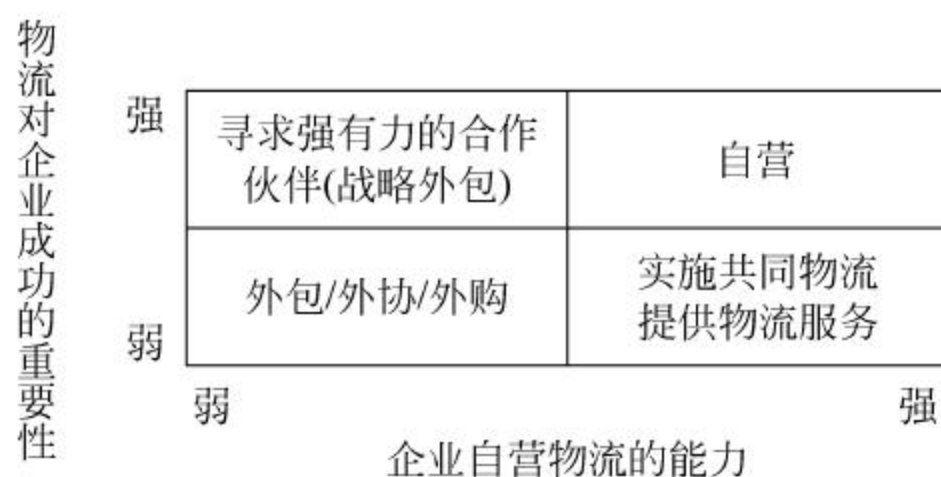 物流对企业成功的重要性
强
寻求强有力的合作
伙伴(战略外包)
自营
外包/外协/外购
实施共同物流
提供物流服务
弱
弱
强
企业自营物流的能力